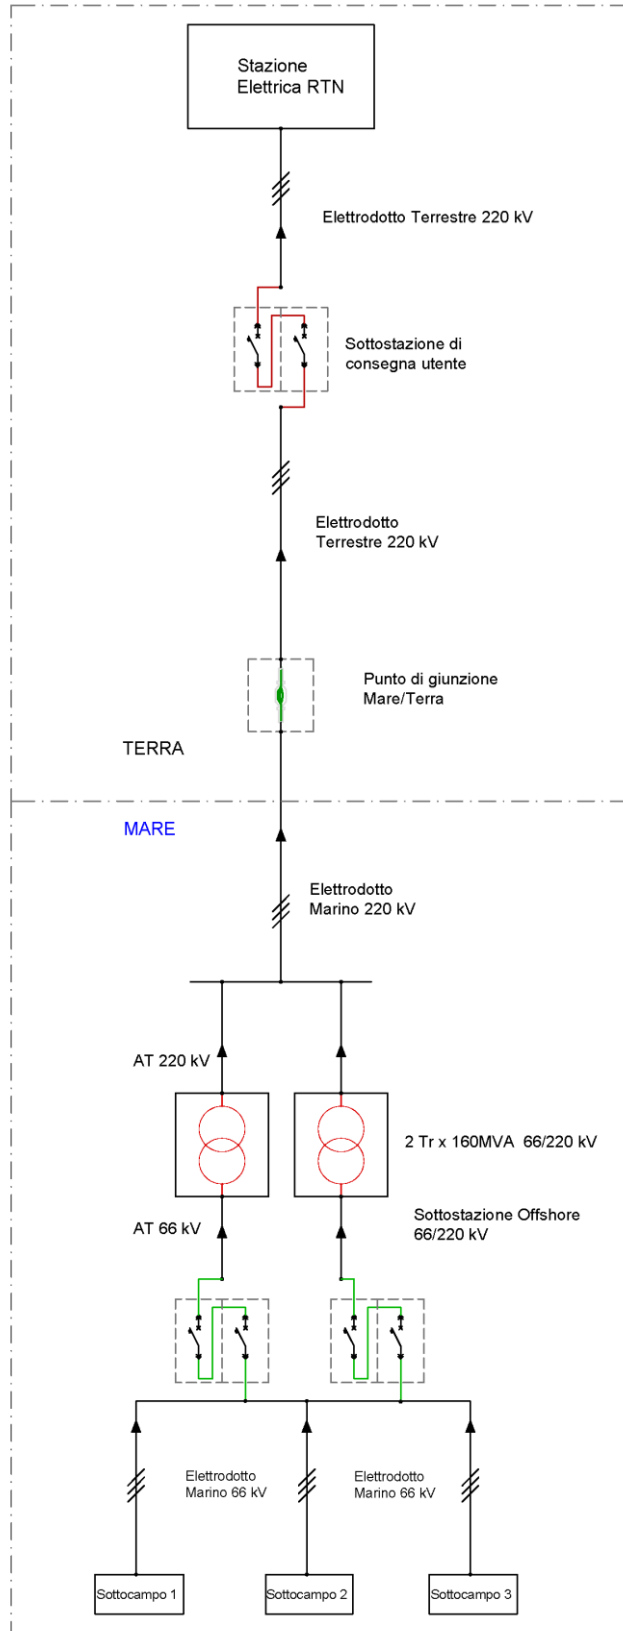 Stazione
Elettrica RTN
Elettrodotto Terrestre 220 kV
Sottostazione di
consegna utente
Elettrodotto
Terrestre 220 kV
Punto di giunzione
Mare/Terra
TERRA
MARE
Elettrodotto
Marino 220 kV
AT 220 kV
2 Tr x 160MVA 66/220 kV
AT 66 kV
Sottostazione Offshore
66/220 kV
Elettrodotto
Marino 66 kV
Elettrodotto
Marino 66 kV
Sottocampo 1
Sottocampo 2
Sottocampo 3